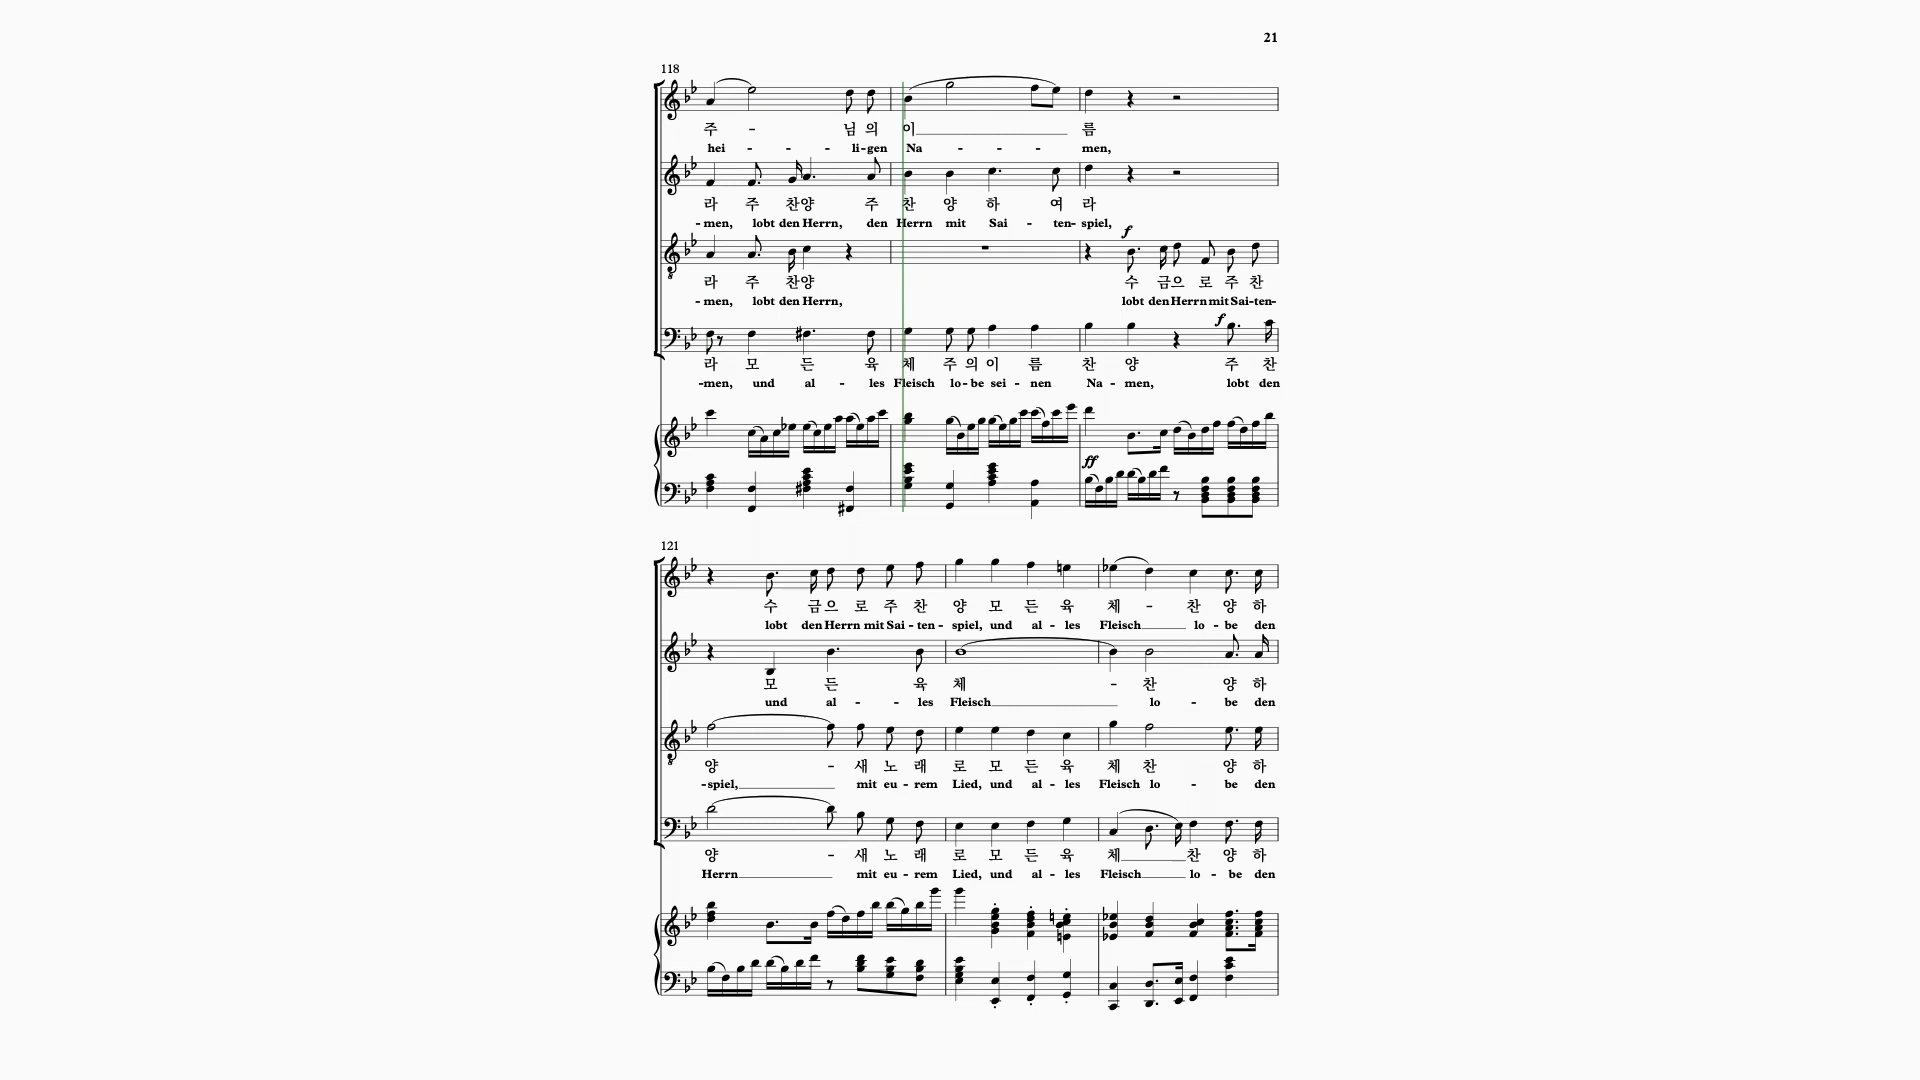 21
118
주 - 님 의 이 름
hei - - - li-gen Na - - - men,
라 주 찬양 주 찬 양 하 여 라
-men, lobt den Herrn, den Herrn mit Sai - ten- spiel,
f
라 주 찬양 수 금으 로 주 찬
-men, lobt den Herrn, lobt den Herrn mit Sai-ten-
f
라 모 든 육 체 주 의 이 름 찬 양 주 찬
-men, und al - les Fleisch lo-be sei - nen Na - men, lobt den
ff
121
수 금으 로 주 찬 양 모 든 육 체 - 찬 양 하
lobt den Herrn mit Sai - ten - spiel, und al - les Fleisch lo - be den
모 든 육 체 - 찬 양 하
und al - - les Fleisch lo - be den
양 - 새 노 래 로 모 든 육 체 찬 양 하
-spiel, mit eu - rem Lied, und al - les Fleisch lo - be den
양 - 새 노 래 로 모 든 육 체 찬 양 하
Herrn mit eu - rem Lied, und al - les Fleisch lo - be den